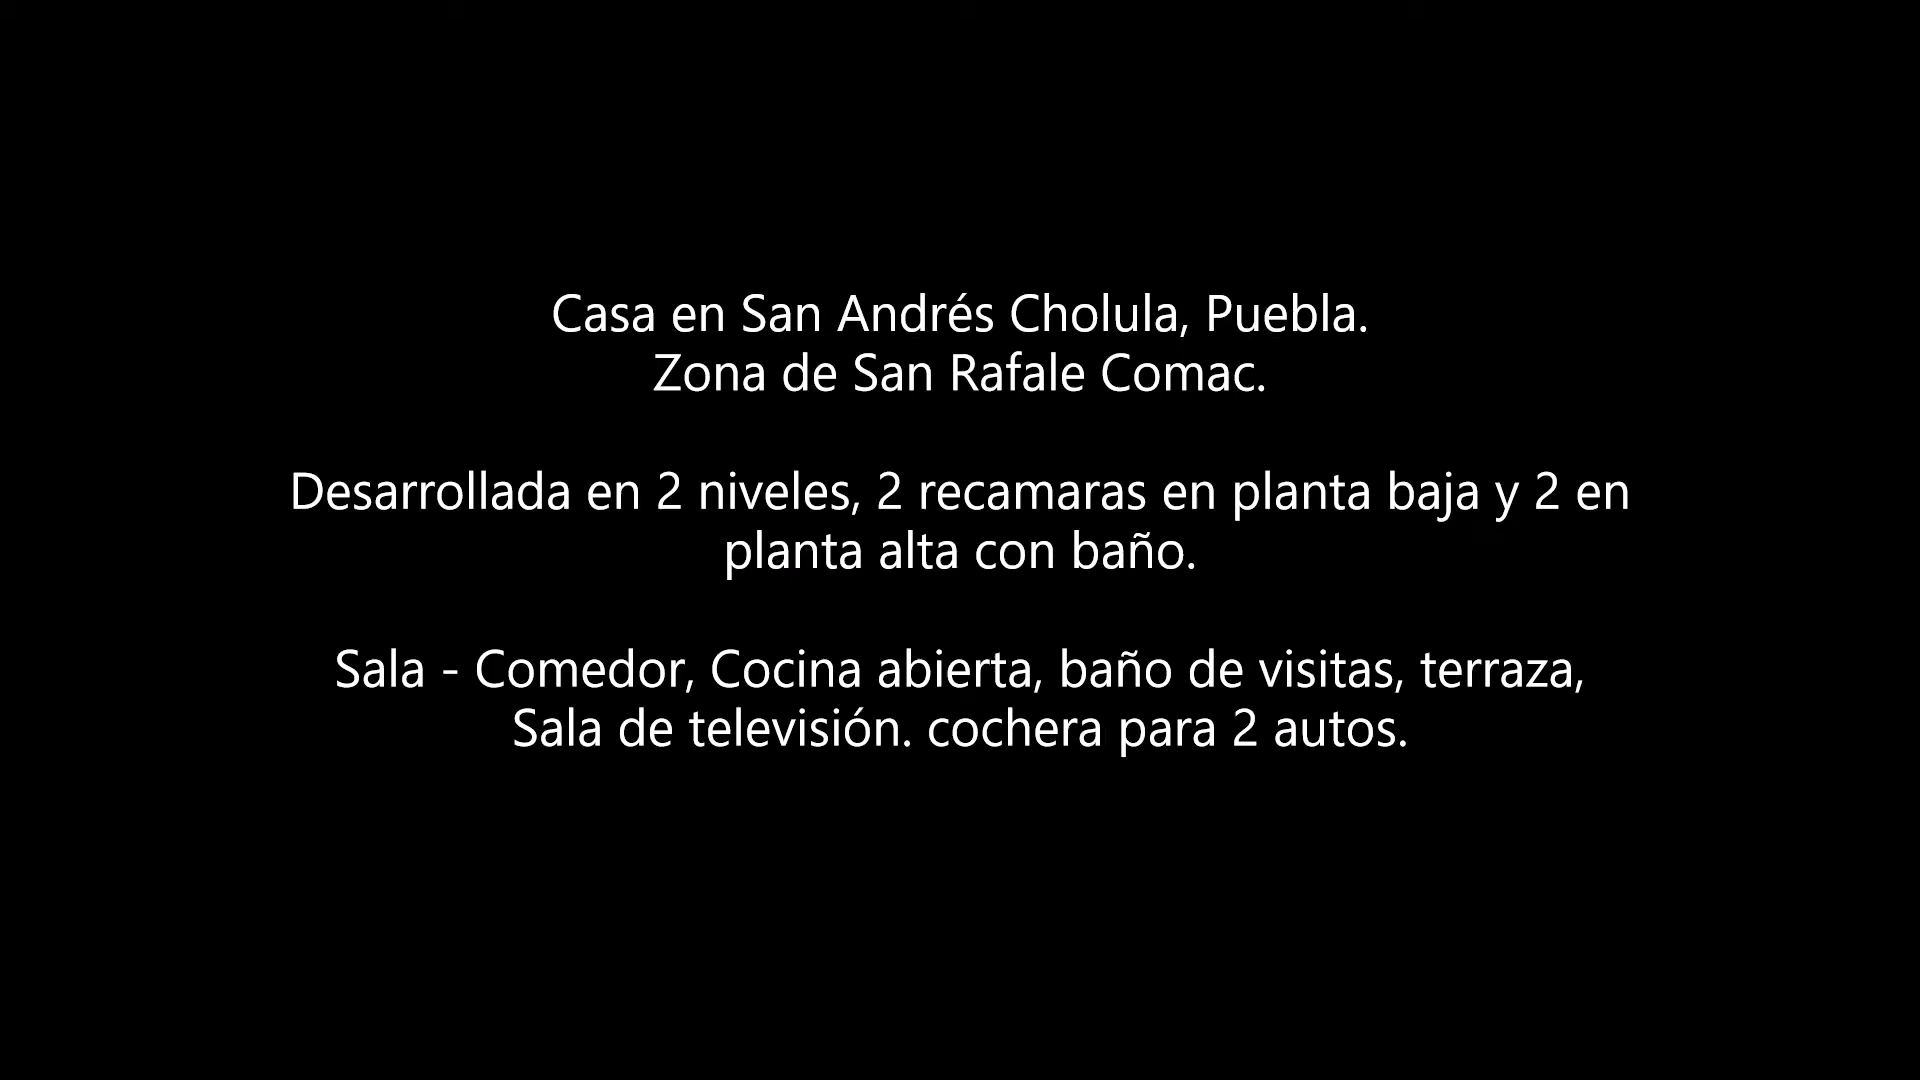 Casa en San Andrés Cholula, Puebla.
Zona de San Rafale Comac.
Desarrollada en 2 niveles, 2 recamaras en planta baja y 2 en
planta alta con baño.
Sala - Comedor, Cocina abierta, baño de visitas, terraza,
Sala de televisión. cochera para 2 autos.